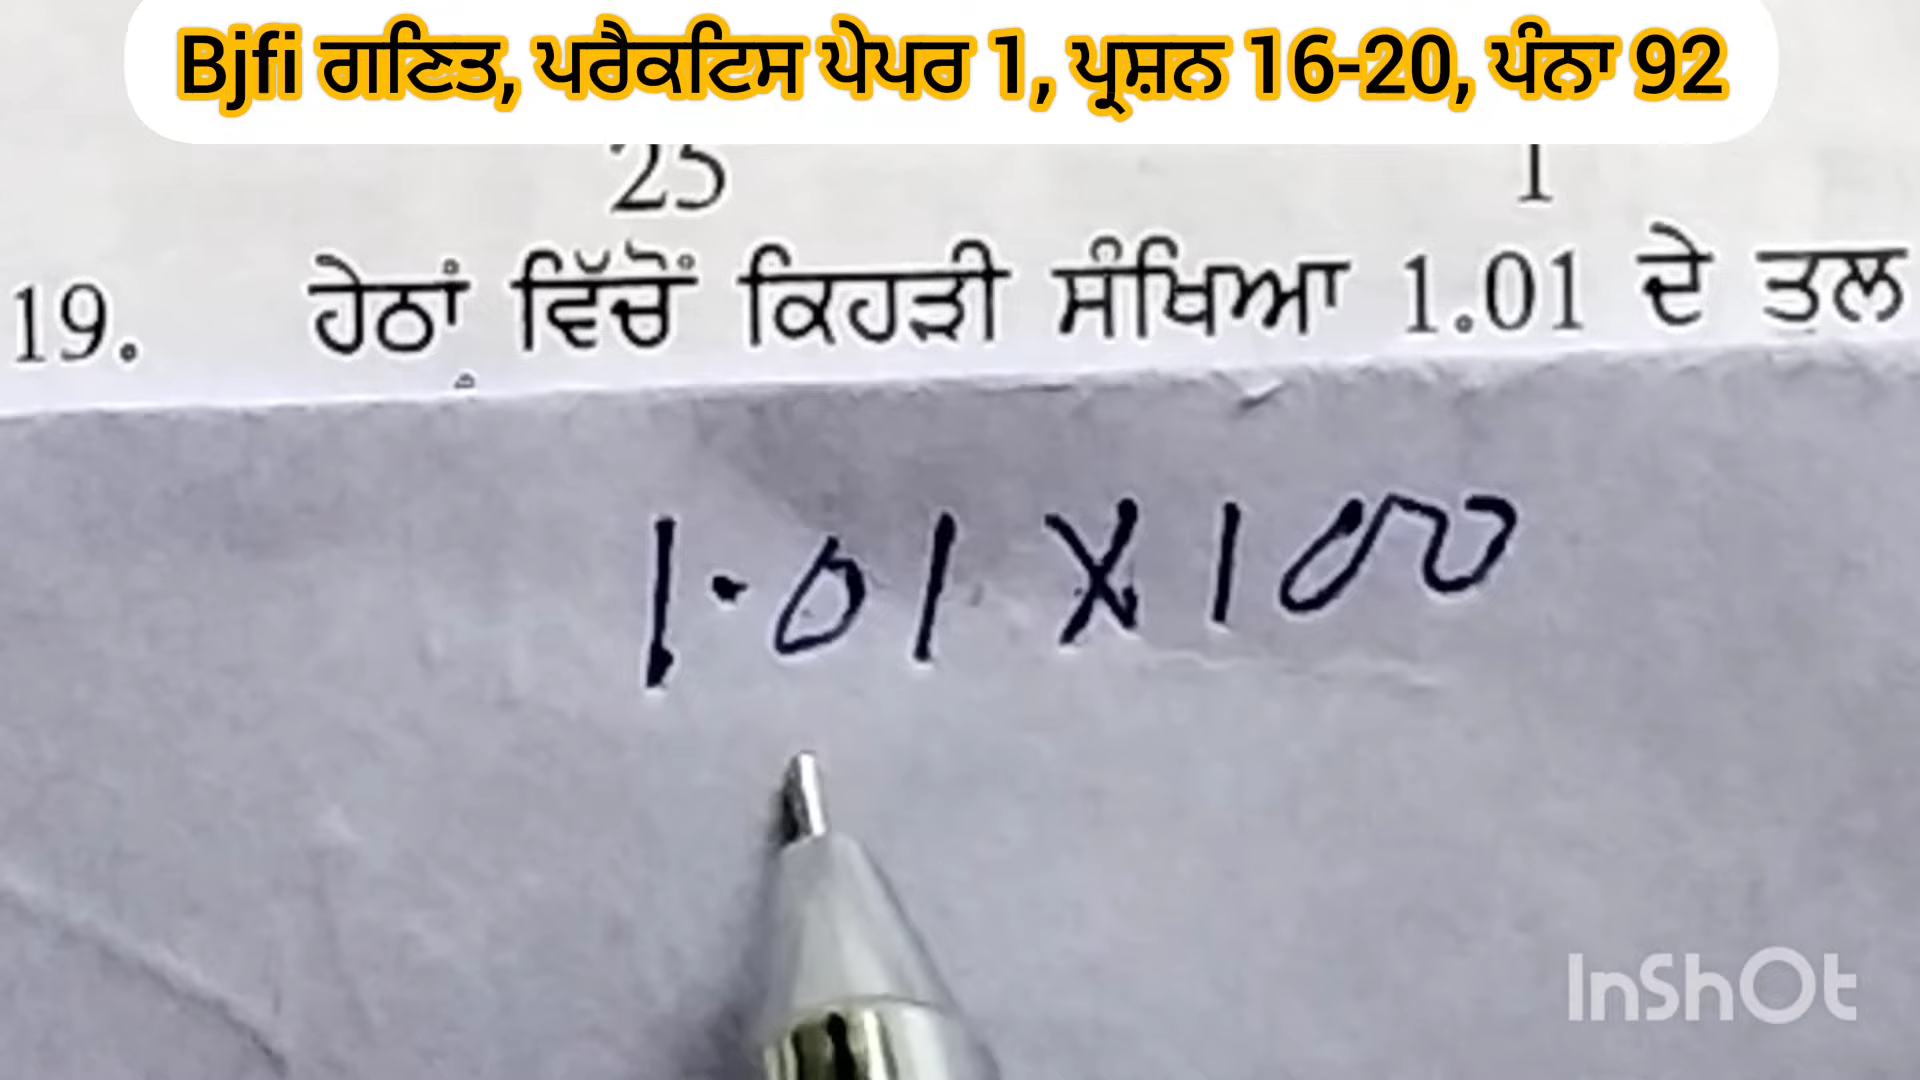 Bjfi ਗਣਿਤ, ਪਰੈਕਟਿਸ ਪੇਪਰ 1, ਪ੍ਰਸ਼ਨ 16-20, ਪੰਨਾ 92
25 1
19. ਹੇਠਾਂ ਵਿੱਚੋਂ ਕਿਹੜੀ ਸੰਖਿਆ 1.01 ਦੇ ਤੁਲ
1.01 X 100
InShOt